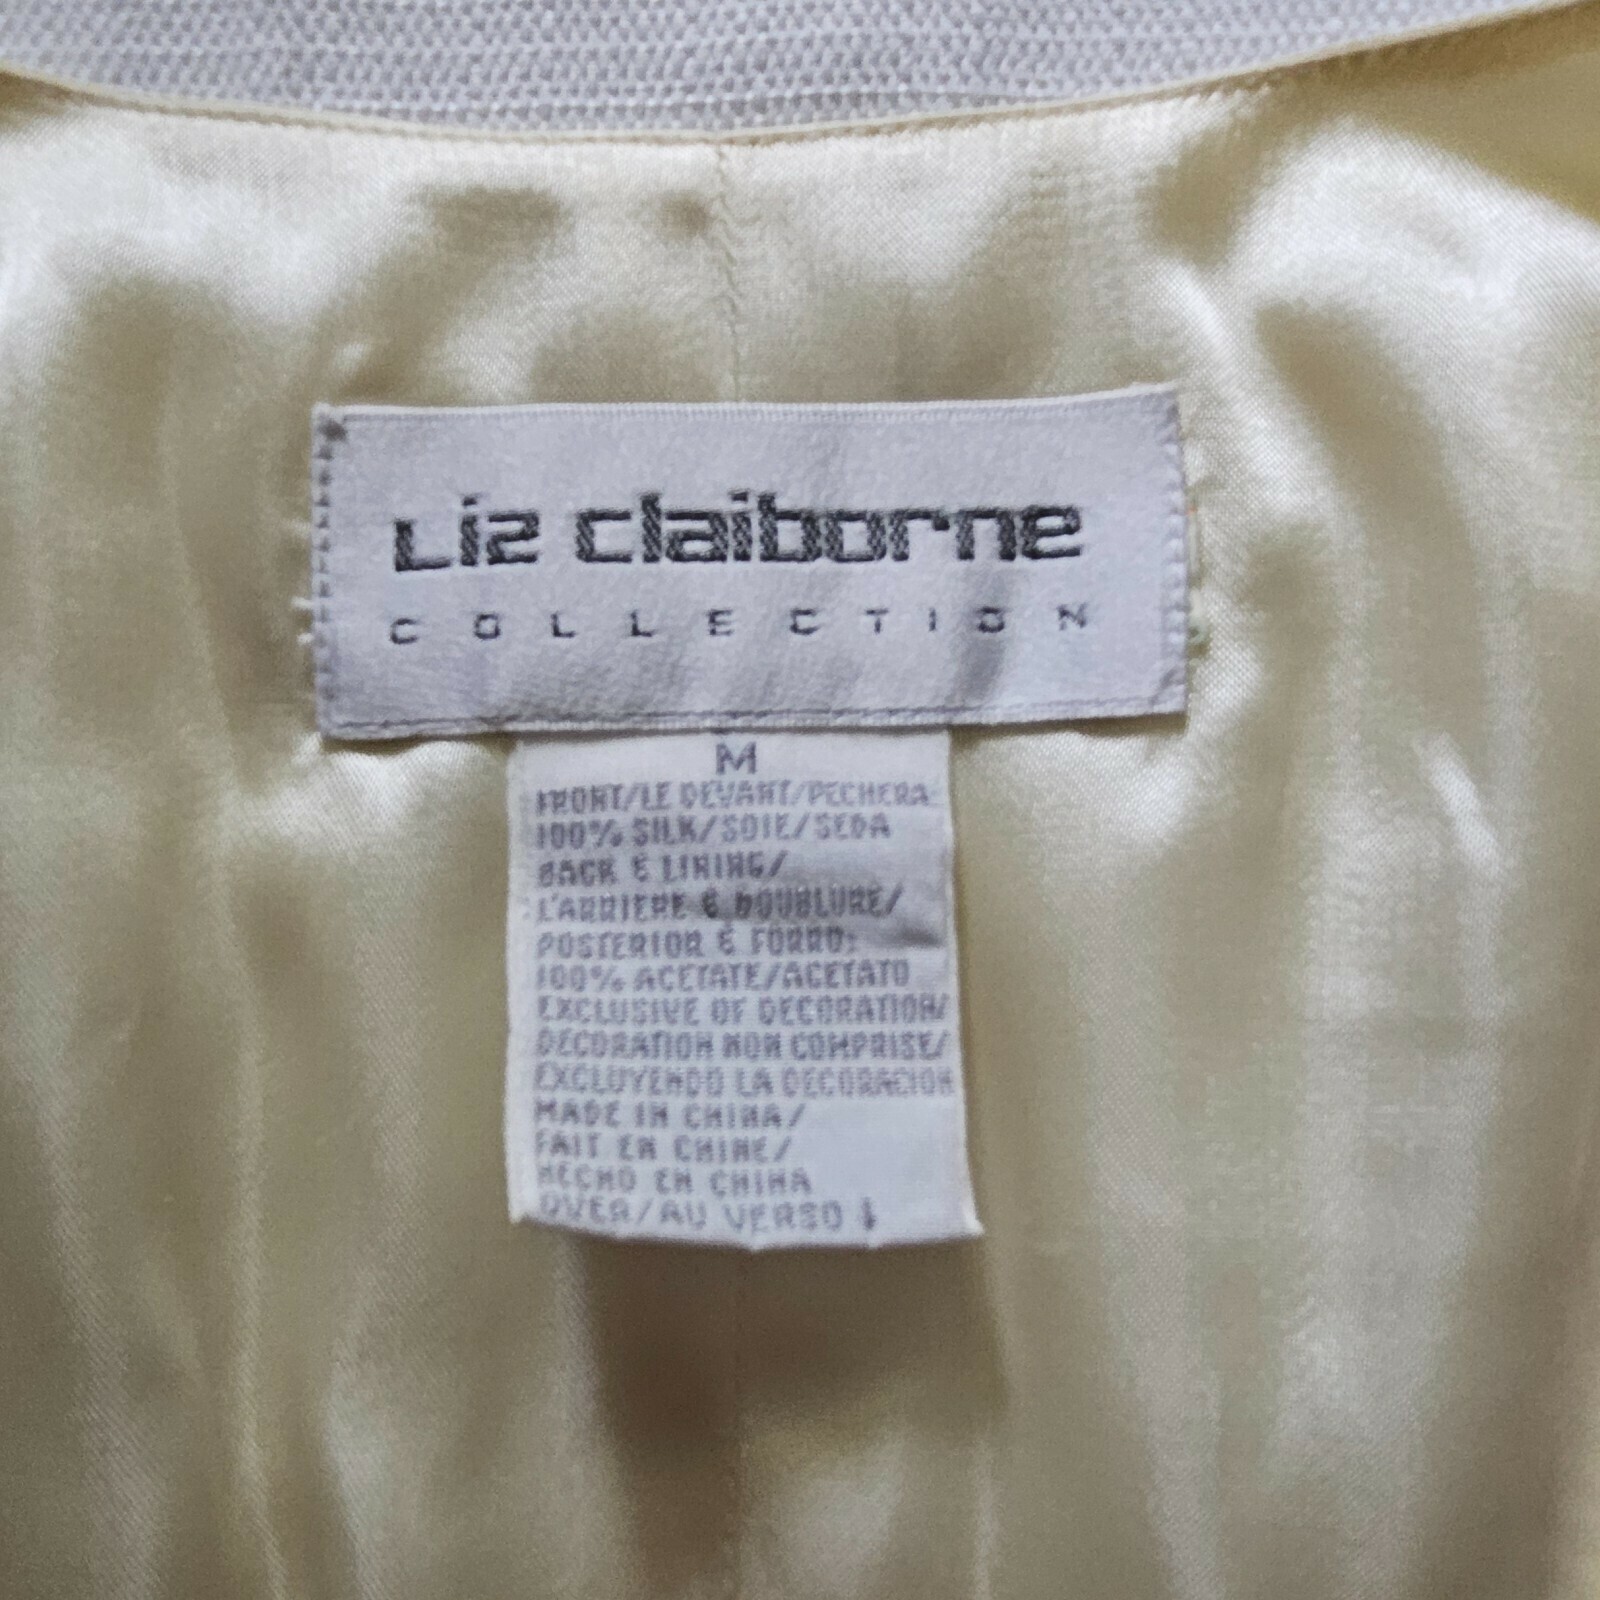 Liz claiborne
COLLECTION
M
FRONT/LE DEVANT/PECHERA
100% SILK/SOIE/SEDA
BACK & LINING/
L'ARRIERE & DOUBLURE/
POSTERIOR & FORRO:
100% ACETATE/ACETATO
EXCLUSIVE OF DECORATION/
DECORATION NON COMPRISE/
EXCLUYENDO LA DECORACION
MADE IN CHINA/
FAIT EN CHINE/
HECHO EN CHINA
OVER/AU VERSO ↓